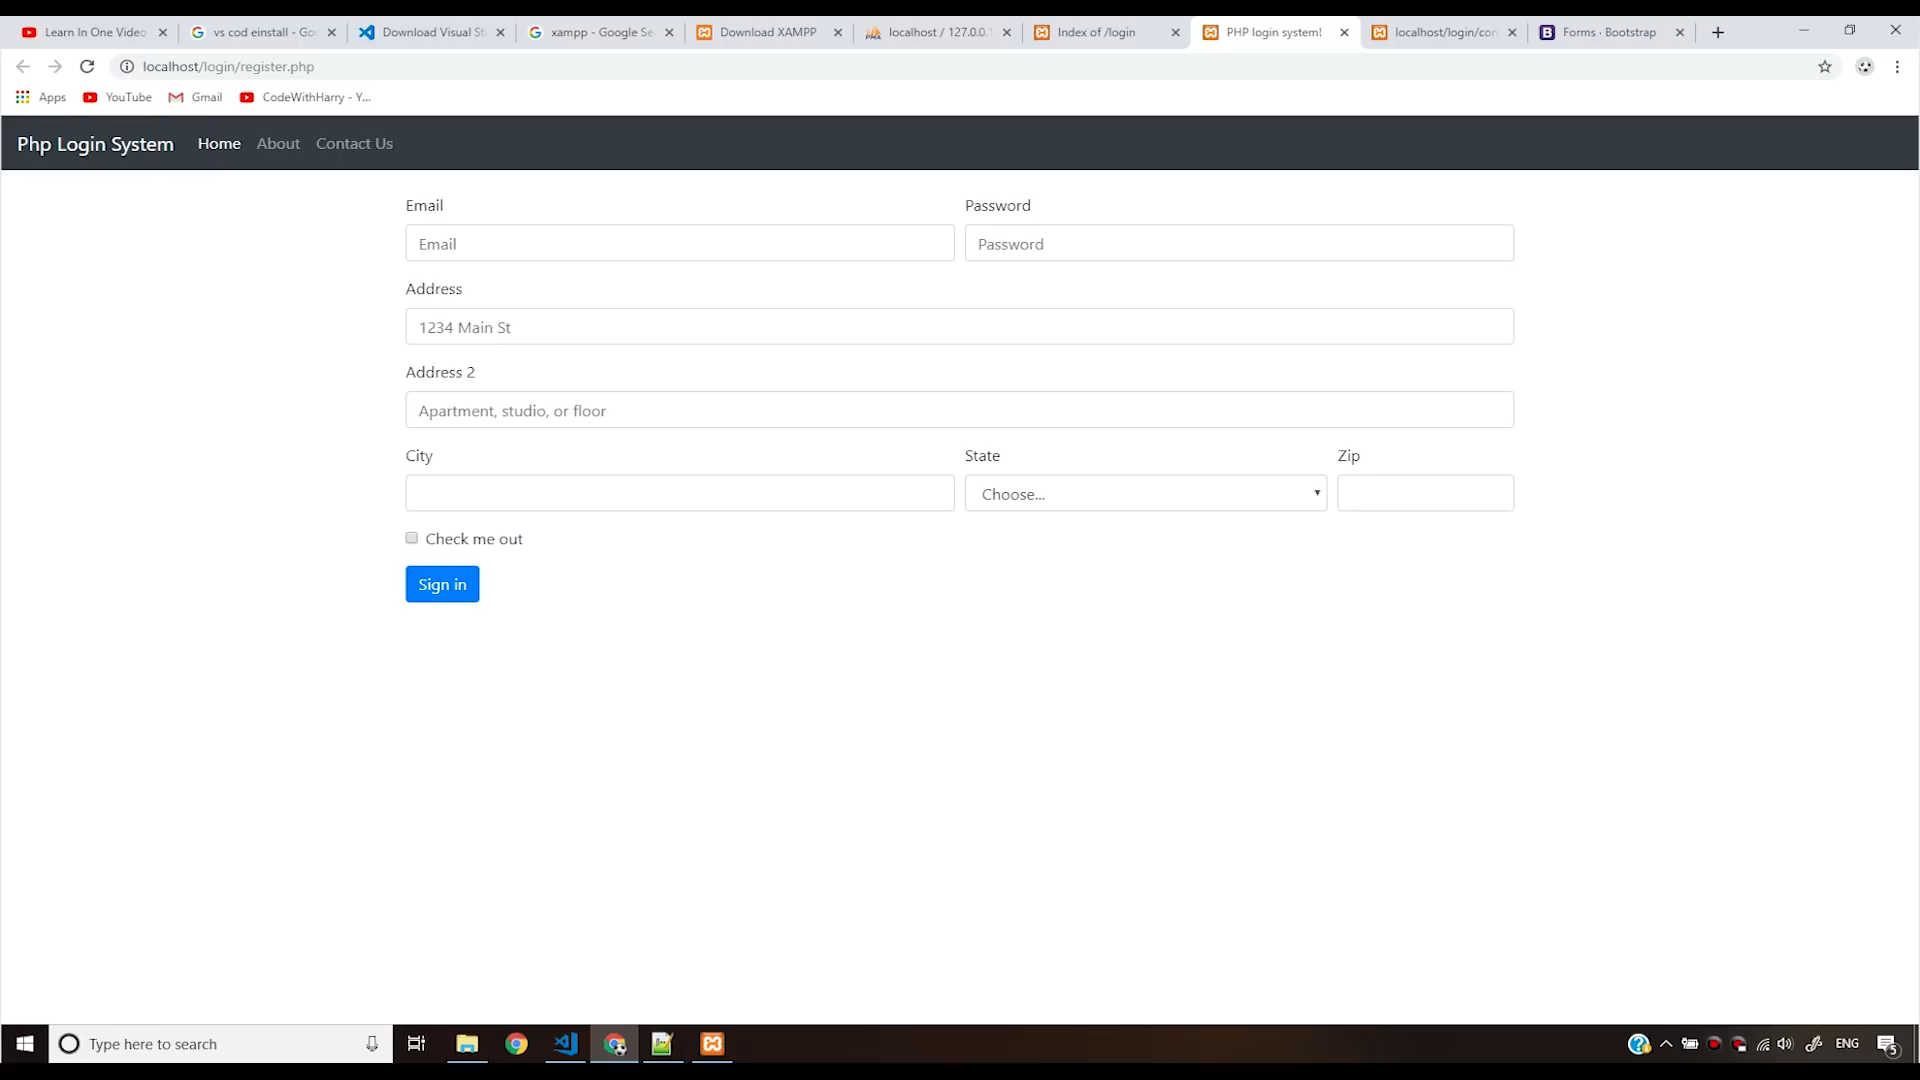 Learn In One Video
vs cod einstall - Goo
Download Visual St
xampp - Google Se
Download XAMPP
localhost / 127.0.0.1
Index of /login
PHP login system!
localhost/login/con
Forms · Bootstrap
localhost/login/register.php
Apps
YouTube
Gmail
CodeWithHarry - Y...
Php Login System
Home
About
Contact Us
Email
Password
Email
Password
Address
1234 Main St
Address 2
Apartment, studio, or floor
City
State
Zip
Choose...
Check me out
Sign in
Type here to search
ENG
5